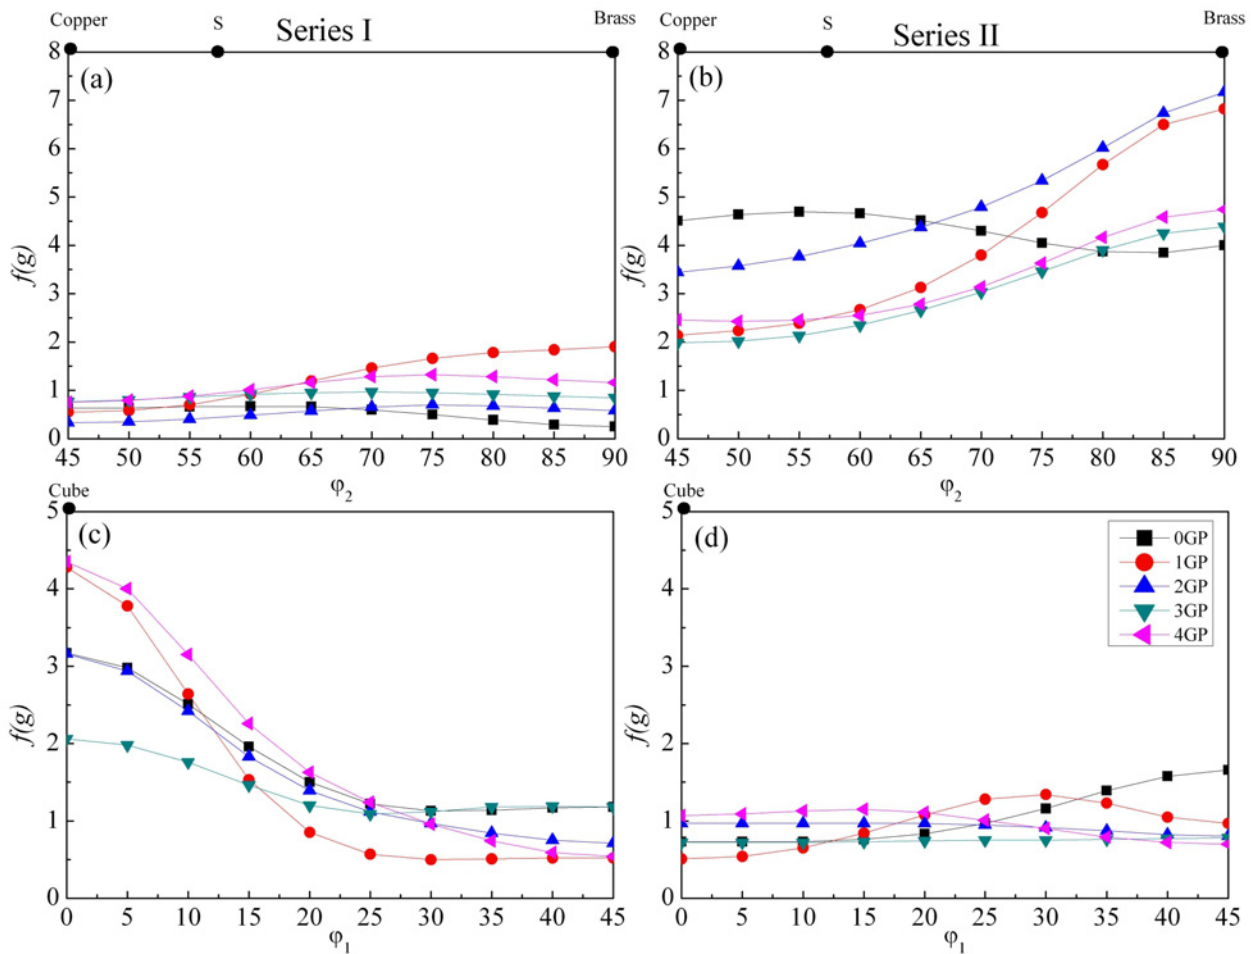 Copper S Series I Brass
(a)
8
7
6
5
4
3
2
1
0
f(g)
45 50 55 60 65 70 75 80 85 90
φ2
Copper S Series II Brass
(b)
8
7
6
5
4
3
2
1
0
f(g)
45 50 55 60 65 70 75 80 85 90
φ2
Cube
(c)
5
4
3
2
1
0
f(g)
0 5 10 15 20 25 30 35 40 45
φ1
Cube
(d)
5
4
3
2
1
0
f(g)
0GP
1GP
2GP
3GP
4GP
0 5 10 15 20 25 30 35 40 45
φ1